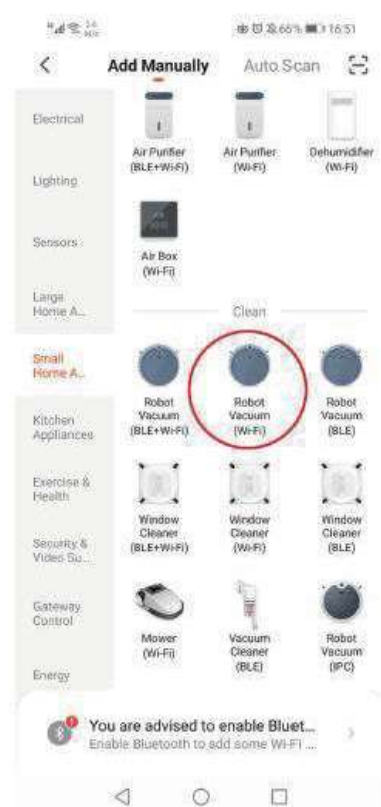 66% 16:51
Add Manually Auto Scan
Electrical
Lighting
Sensors
Large
Home A...
Small
Home A...
Kitchen
Appliances
Exercise &
Health
Security &
Video Su...
Gateway
Control
Energy
Air Purifier
(BLE+Wi-Fi)
Air Purifier
(Wi-Fi)
Dehumidifier
(Wi-Fi)
Air Box
(Wi-Fi)
Clean
Robot
Vacuum
(BLE+Wi-Fi)
Robot
Vacuum
(Wi-Fi)
Robot
Vacuum
(BLE)
Window
Cleaner
(BLE+Wi-Fi)
Window
Cleaner
(Wi-Fi)
Window
Cleaner
(BLE)
Mower
(Wi-Fi)
Vacuum
Cleaner
(BLE)
Robot
Vacuum
(IPC)
You are advised to enable Bluet...
Enable Bluetooth to add some Wi-Fi ...